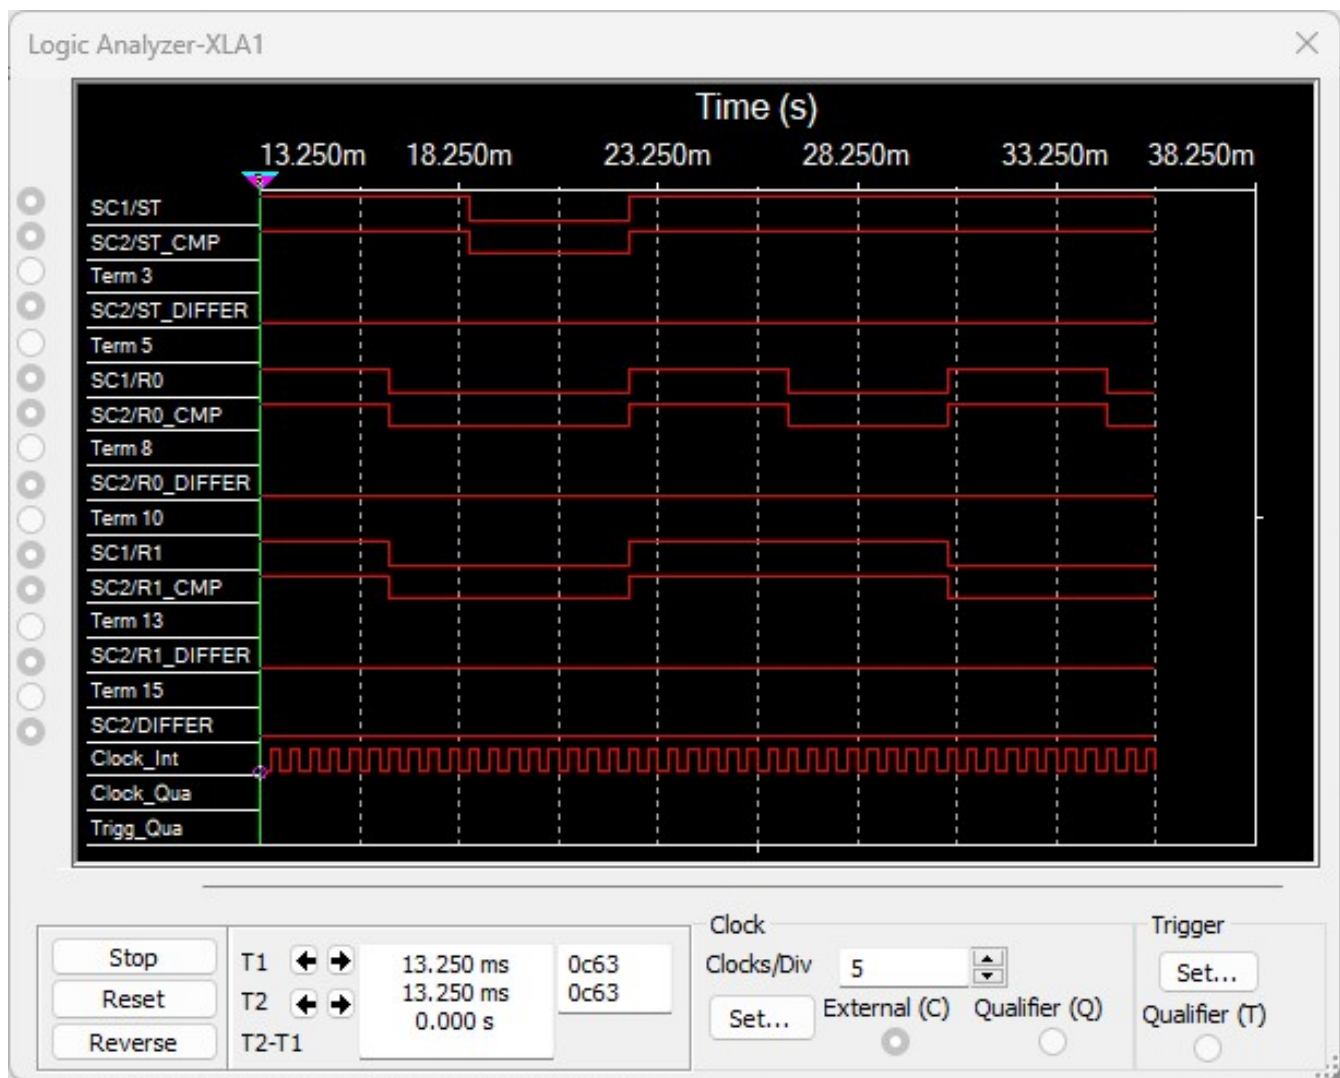 Logic Analyzer-XLA1
Time (s)
13.250m 18.250m 23.250m 28.250m 33.250m 38.250m
SC1/ST
SC2/ST_CMP
Term 3
SC2/ST_DIFFER
Term 5
SC1/R0
SC2/R0_CMP
Term 8
SC2/R0_DIFFER
Term 10
SC1/R1
SC2/R1_CMP
Term 13
SC2/R1_DIFFER
Term 15
SC2/DIFFER
Clock_Int
Clock_Qua
Trigg_Qua
Stop
Reset
Reverse
T1 13.250 ms 0c63
T2 13.250 ms 0c63
T2-T1 0.000 s
Clock
Clocks/Div 5
Set... External (C) Qualifier (Q)
Trigger
Set...
Qualifier (T)